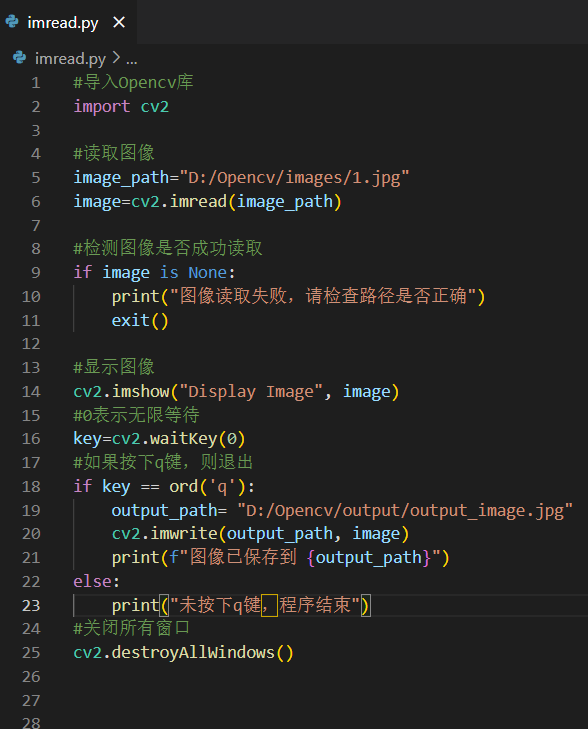 imread.py ×
imread.py > ...
1 #导入Opencv库
2 import cv2
3
4 #读取图像
5 image_path="D:/Opencv/images/1.jpg"
6 image=cv2.imread(image_path)
7
8 #检测图像是否成功读取
9 if image is None:
10     print("图像读取失败，请检查路径是否正确")
11     exit()
12
13 #显示图像
14 cv2.imshow("Display Image", image)
15 #0表示无限等待
16 key=cv2.waitKey(0)
17 #如果按下q键，则退出
18 if key == ord('q'):
19     output_path= "D:/Opencv/output/output_image.jpg"
20     cv2.imwrite(output_path, image)
21     print(f"图像已保存到 {output_path}")
22 else:
23     print("未按下q键，程序结束")
24 #关闭所有窗口
25 cv2.destroyAllWindows()
26
27
28